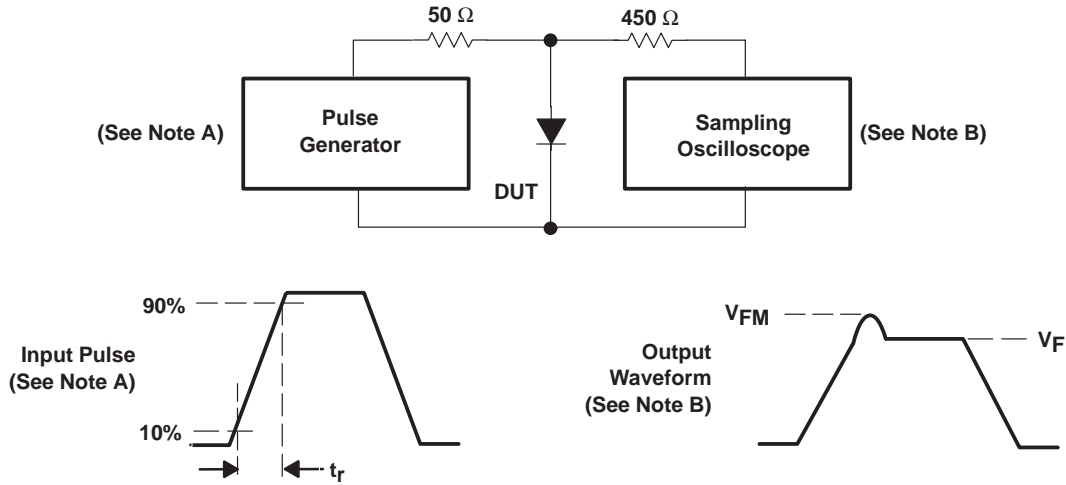 50 Ω
450 Ω
(See Note A)
Pulse
Generator
DUT
Sampling
Oscilloscope
(See Note B)
90%
Input Pulse
(See Note A)
10%
tr
VFM
VF
Output
Waveform
(See Note B)